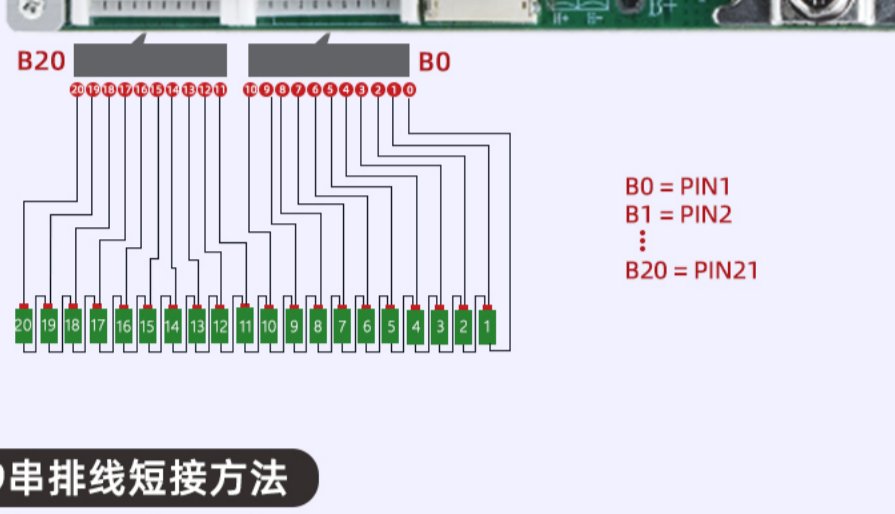 B+
B20
B0
20 19 18 17 16 15 14 13 12 11 10 9 8 7 6 5 4 3 2 1 0
B0 = PIN1
B1 = PIN2
B20 = PIN21
20 19 18 17 16 15 14 13 12 11 10 9 8 7 6 5 4 3 2 1
串排线短接方法